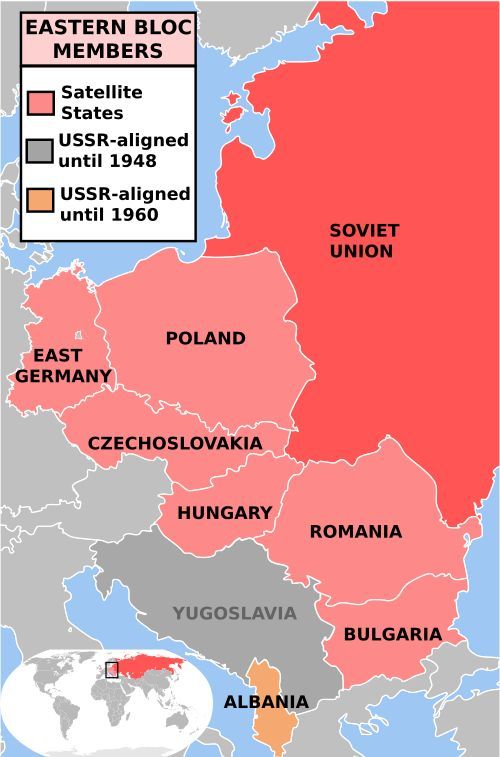 EASTERN BLOC
MEMBERS
Satellite
States
USSR-aligned
until 1948
USSR-aligned
until 1960
SOVIET
UNION
POLAND
EAST
GERMANY
CZECHOSLOVAKIA
HUNGARY
ROMANIA
YUGOSLAVIA
BULGARIA
ALBANIA